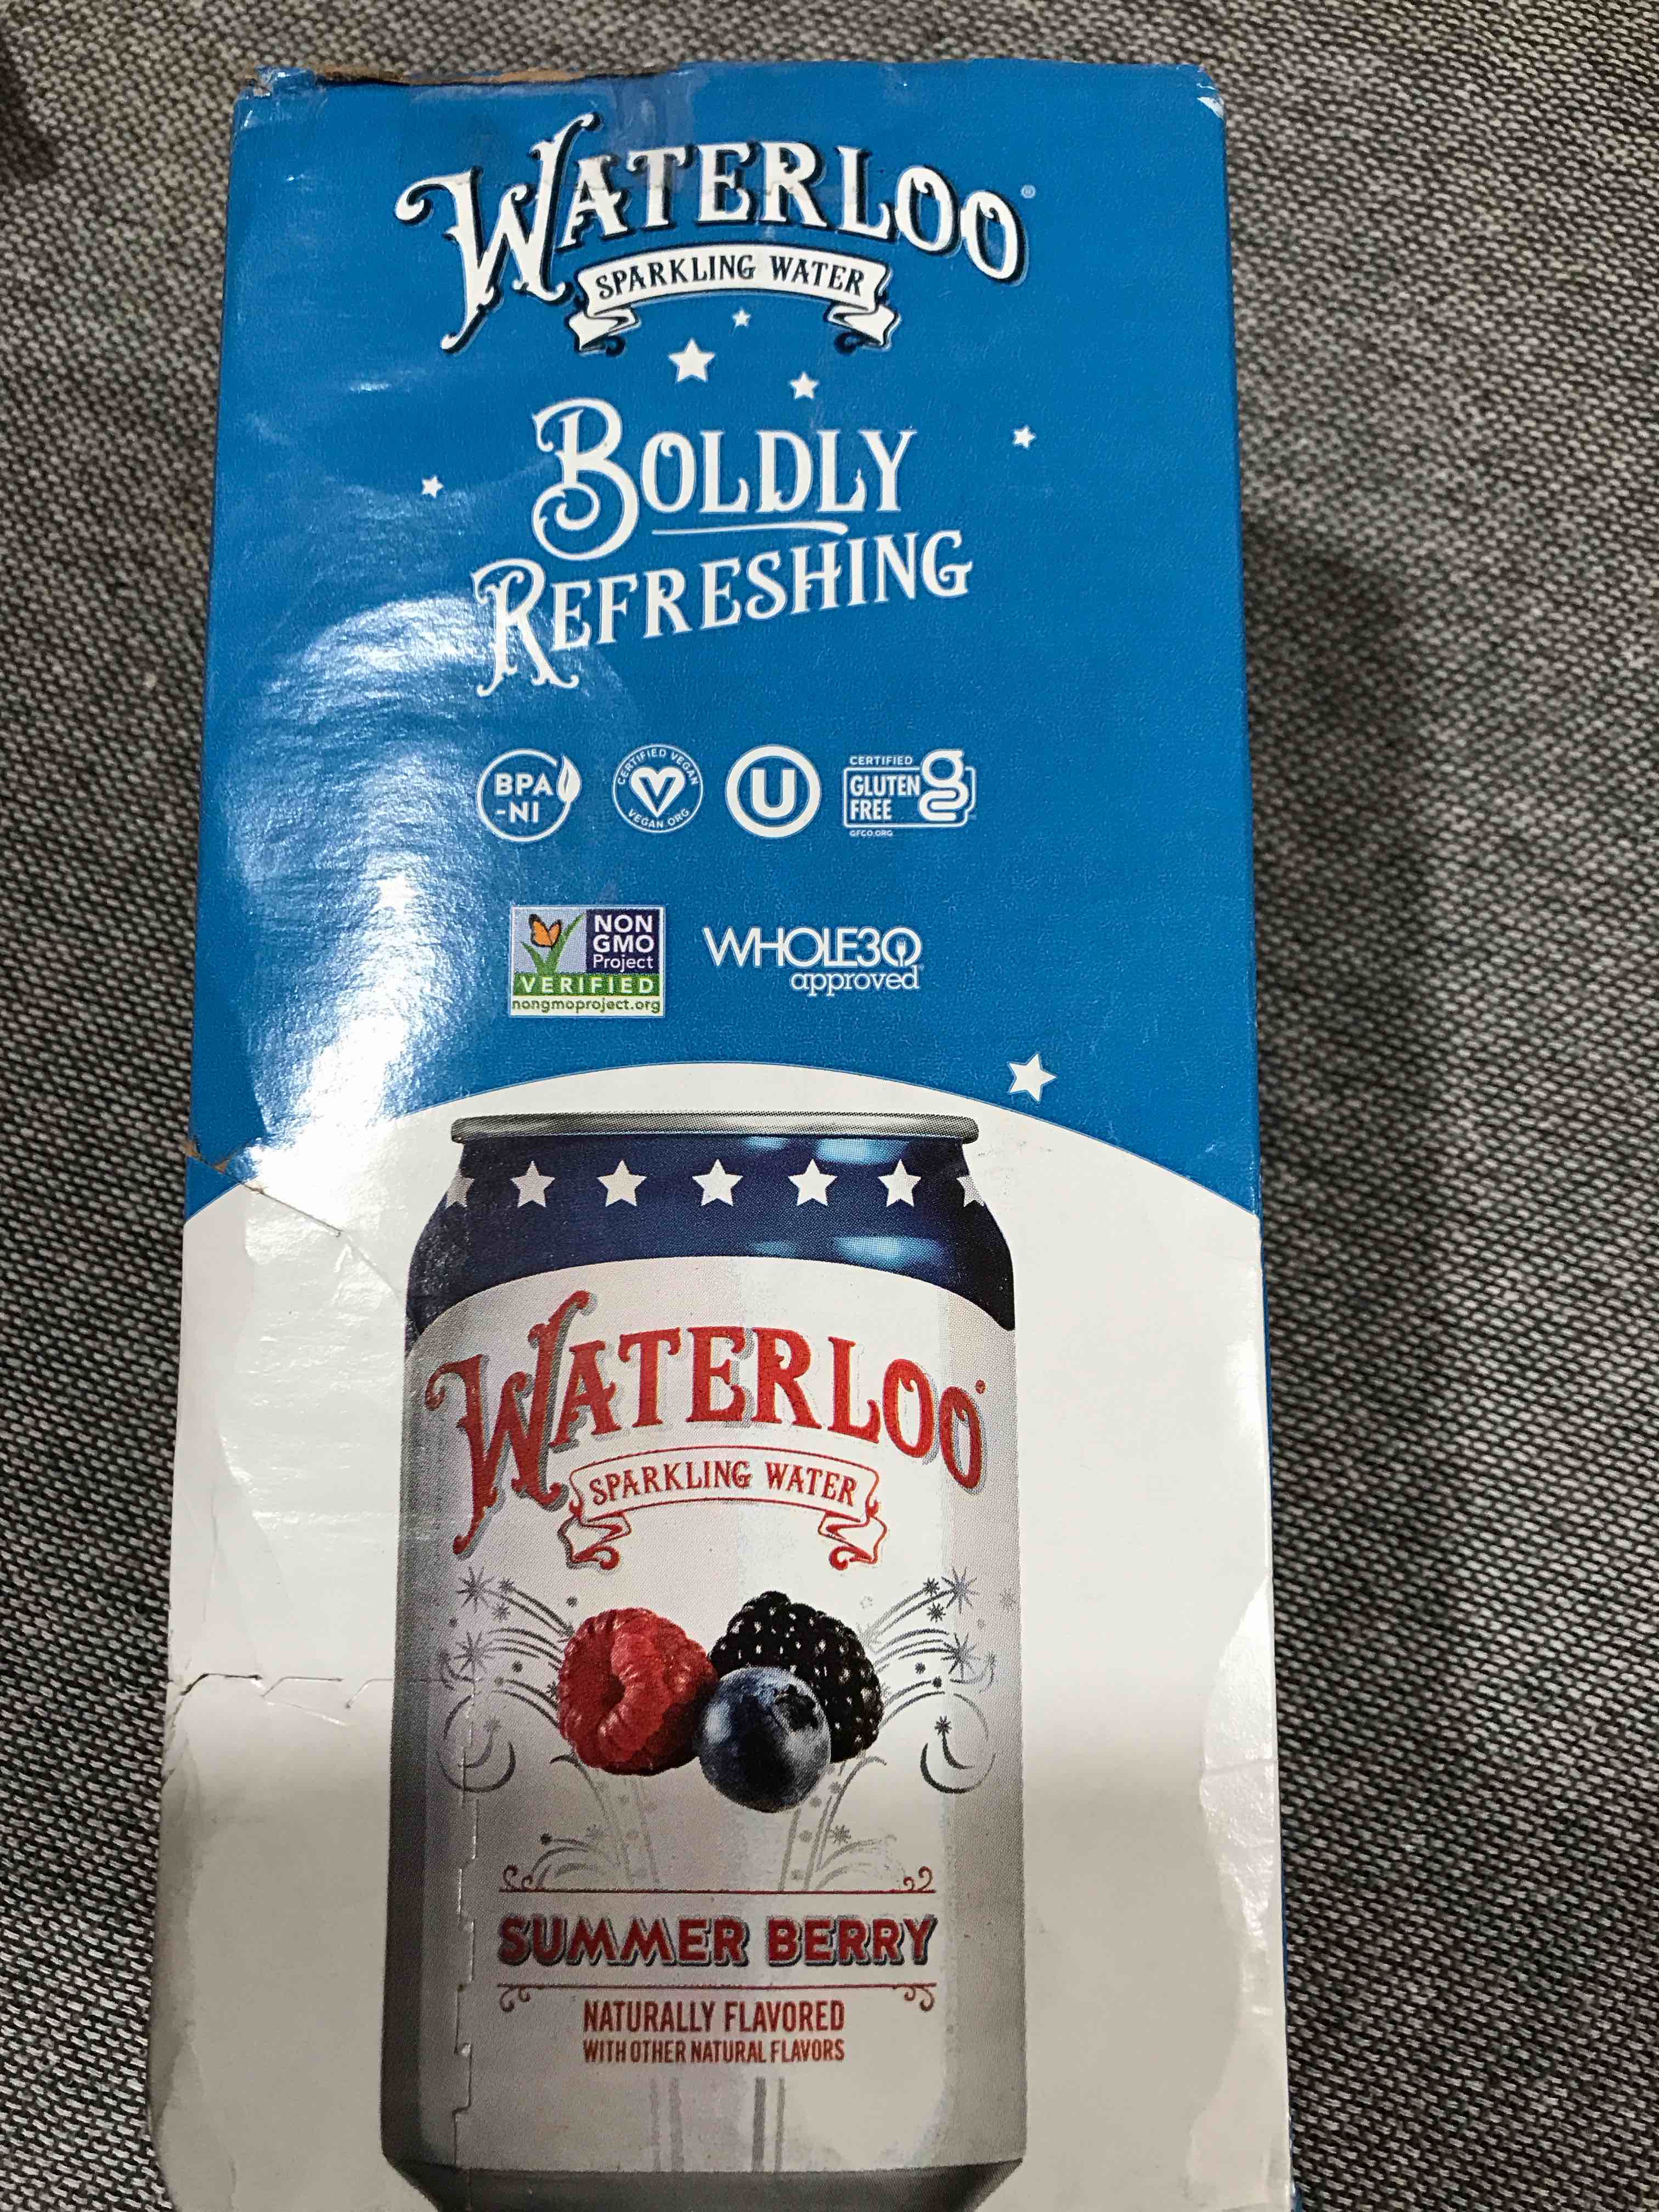 WATERLOO®
SPARKLING WATER
BOLDLY
REFRESHING
BPA
-NI
CERTIFIED VEGAN
VEGAN.ORG
U
CERTIFIED
GLUTEN
FREE
GFCO.ORG
g
NON
GMO
Project
VERIFIED
nongmoproject.org
WHOLE30
approved®
WATERLOO®
SPARKLING WATER
SUMMER BERRY
NATURALLY FLAVORED
WITH OTHER NATURAL FLAVORS